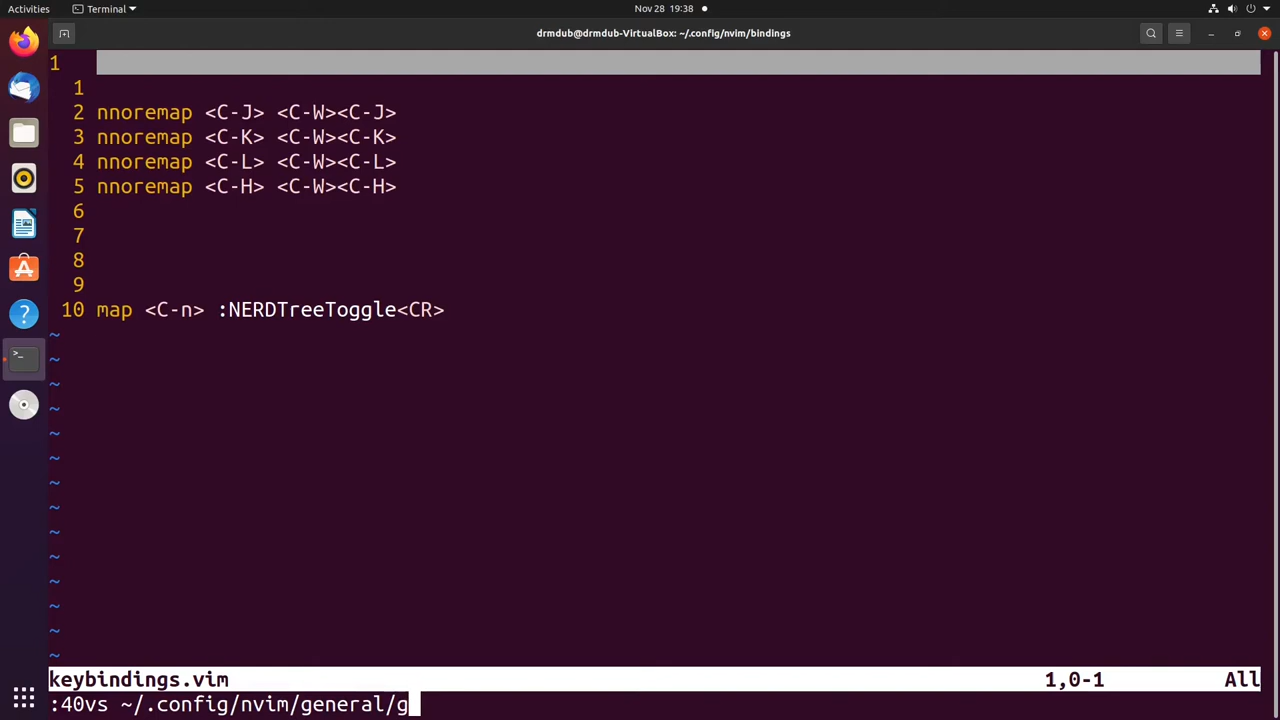 Activities
Terminal
Nov 28 19:38
drmdub@drmdub-VirtualBox: ~/.config/nvim/bindings
1
1
2 nnoremap <C-J> <C-W><C-J>
3 nnoremap <C-K> <C-W><C-K>
4 nnoremap <C-L> <C-W><C-L>
5 nnoremap <C-H> <C-W><C-H>
6
7
8
9
10 map <C-n> :NERDTreeToggle<CR>
~
~
~
~
~
~
~
~
~
~
~
~
~
~
keybindings.vim 1,0-1 All
:40vs ~/.config/nvim/general/g